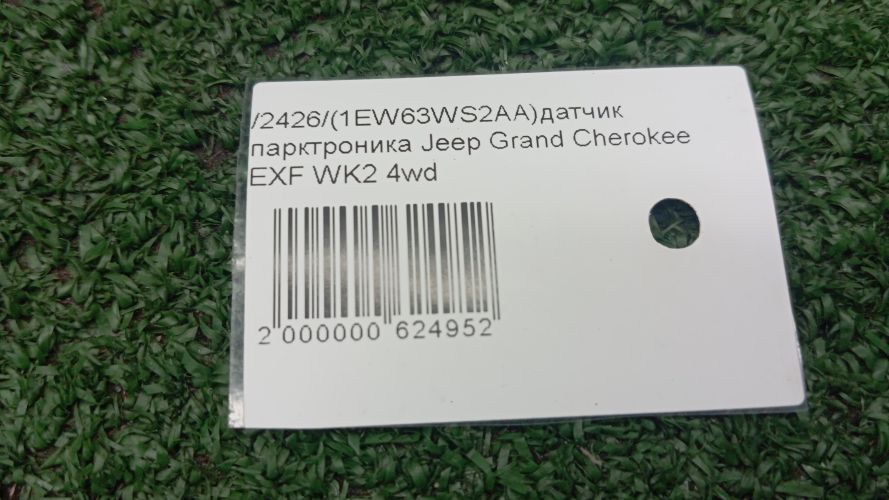 /2426/(1EW63WS2AA)датчик
парктроника Jeep Grand Cherokee
EXF WK2 4wd
2 000000 624952